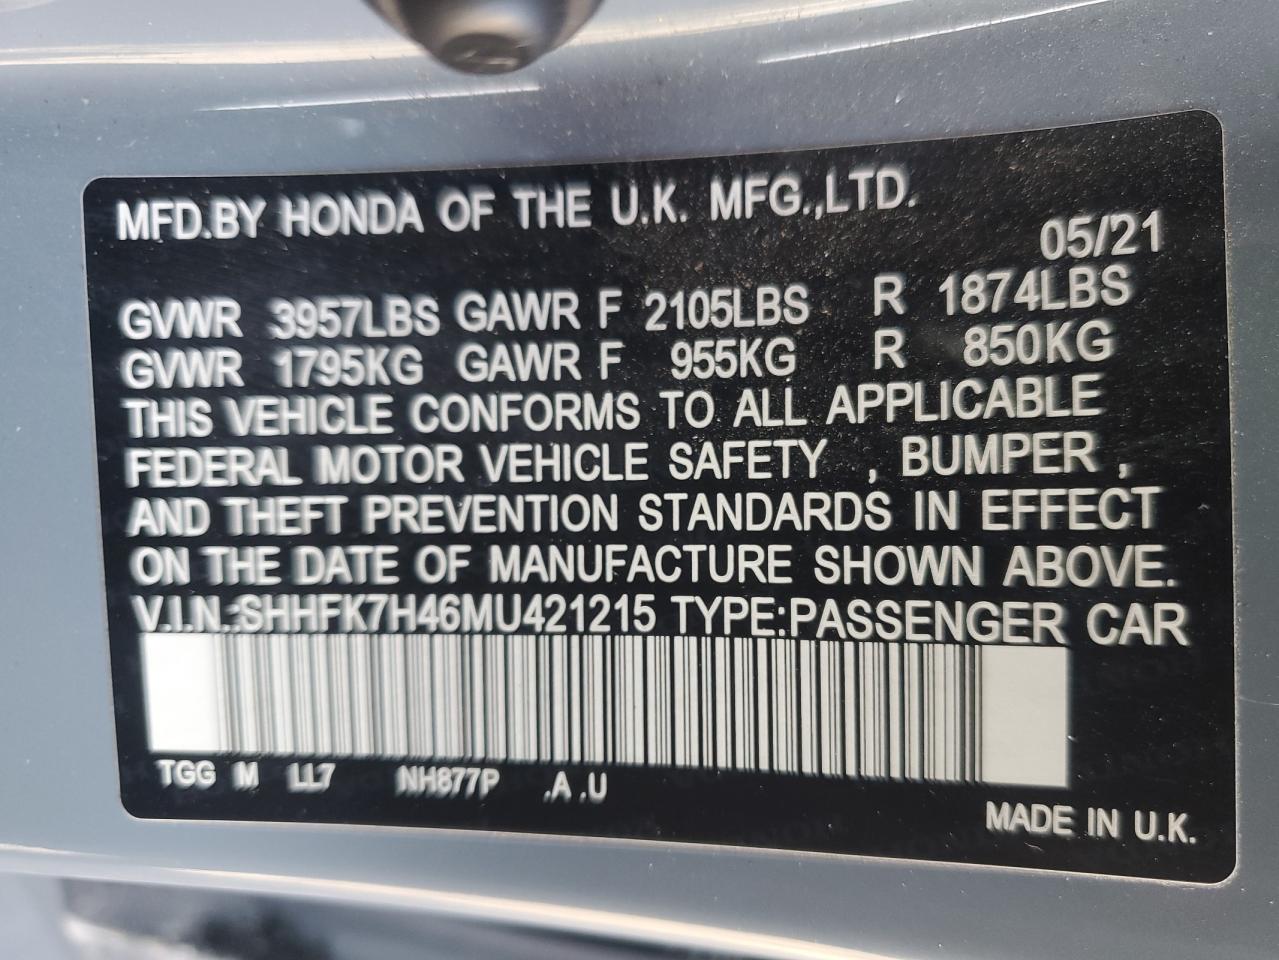 MFD.BY HONDA OF THE U.K. MFG.,LTD.
05/21
GVWR 3957LBS GAWR F 2105LBS R 1874LBS
GVWR 1795KG GAWR F 955KG R 850KG
THIS VEHICLE CONFORMS TO ALL APPLICABLE
FEDERAL MOTOR VEHICLE SAFETY , BUMPER ,
AND THEFT PREVENTION STANDARDS IN EFFECT
ON THE DATE OF MANUFACTURE SHOWN ABOVE.
V.I.N.:SHHFK7H46MU421215 TYPE:PASSENGER CAR
TGG M LL7 NH877P .A .U
MADE IN U.K.